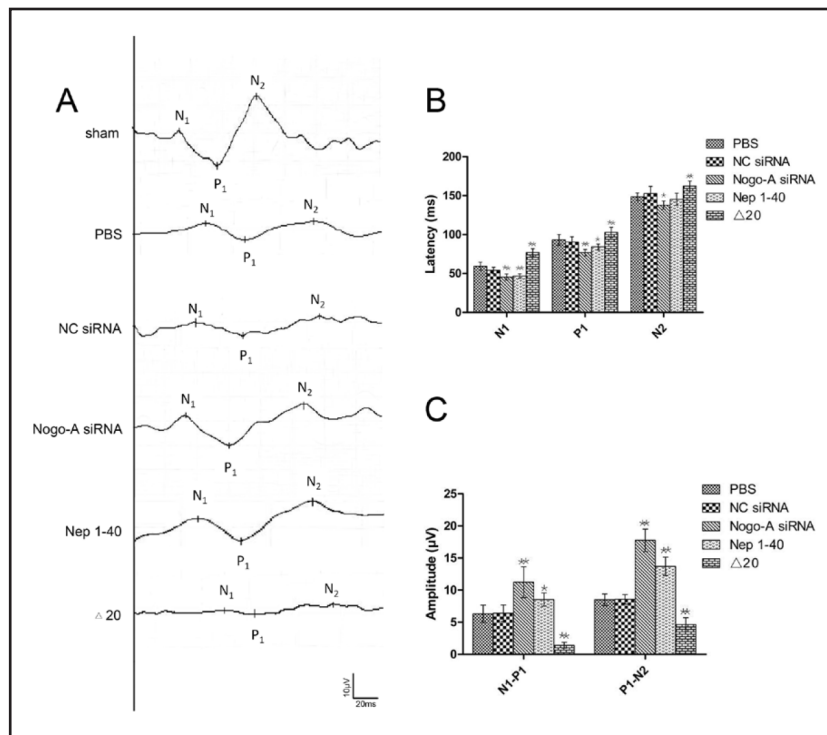 A
N1
N2
sham
P1
N1
N2
PBS
P1
N1
N2
NC siRNA
P1
N1
N2
Nogo-A siRNA
P1
N1
N2
Nep 1-40
P1
N1
N2
△ 20
P1
10μV
20ms
B
PBS
NC siRNA
Nogo-A siRNA
Nep 1-40
△20
Latency (ms)
200
150
100
50
0
** ** **
** * **
* **
N1 P1 N2
C
PBS
NC siRNA
Nogo-A siRNA
Nep 1-40
△20
Amplitude (μV)
25
20
15
10
5
0
** * **
** ** **
N1-P1 P1-N2